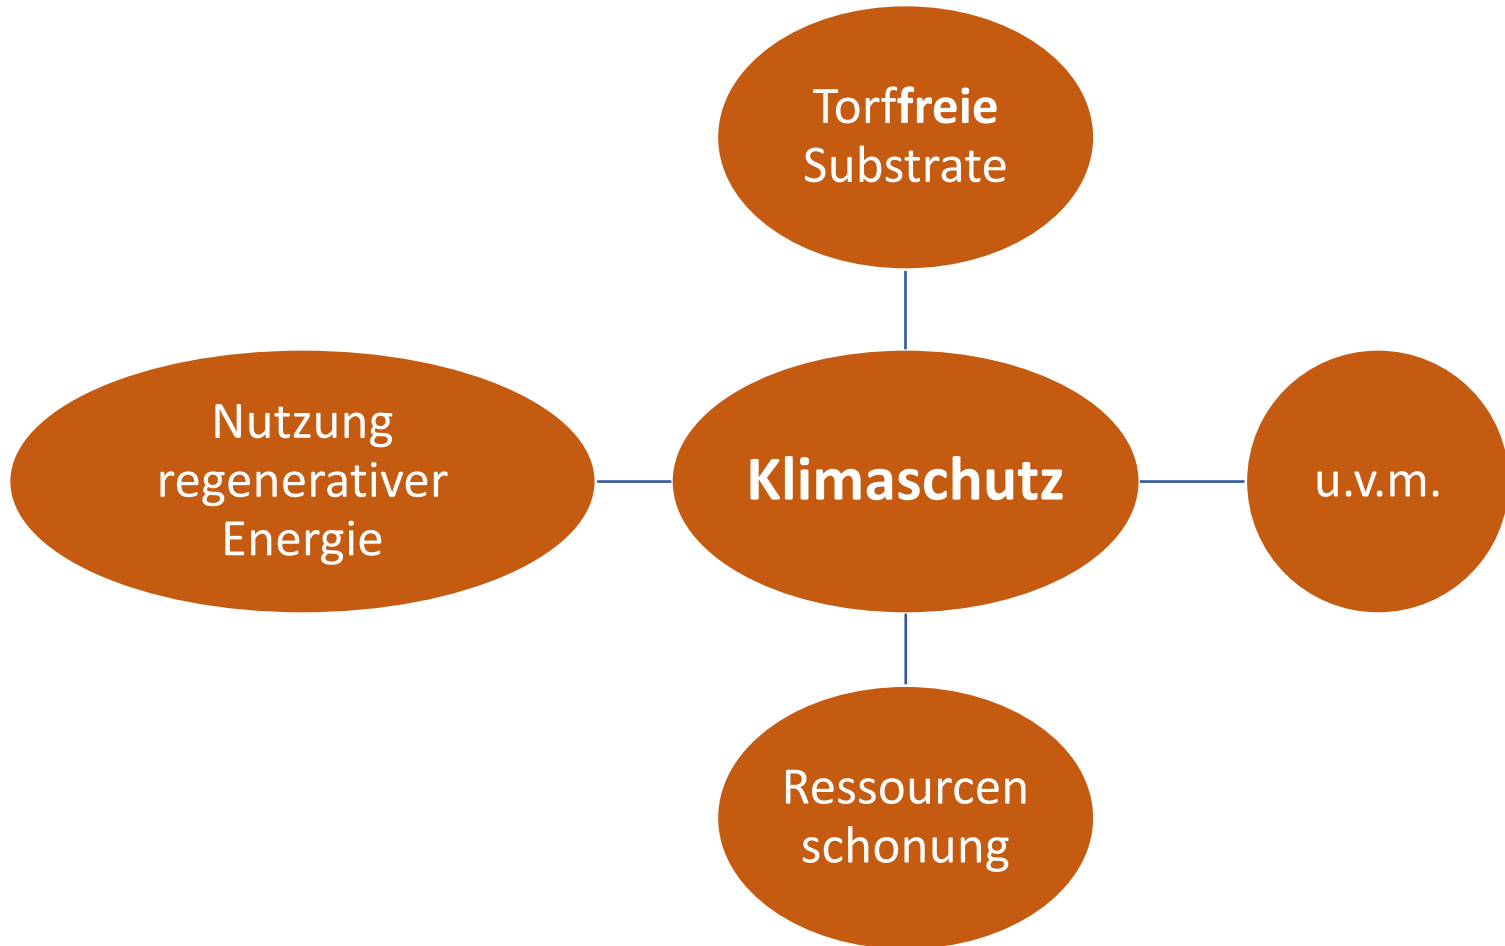 Torffreie
Substrate
Nutzung
regenerativer
Energie
Klimaschutz
u.v.m.
Ressourcen
schonung